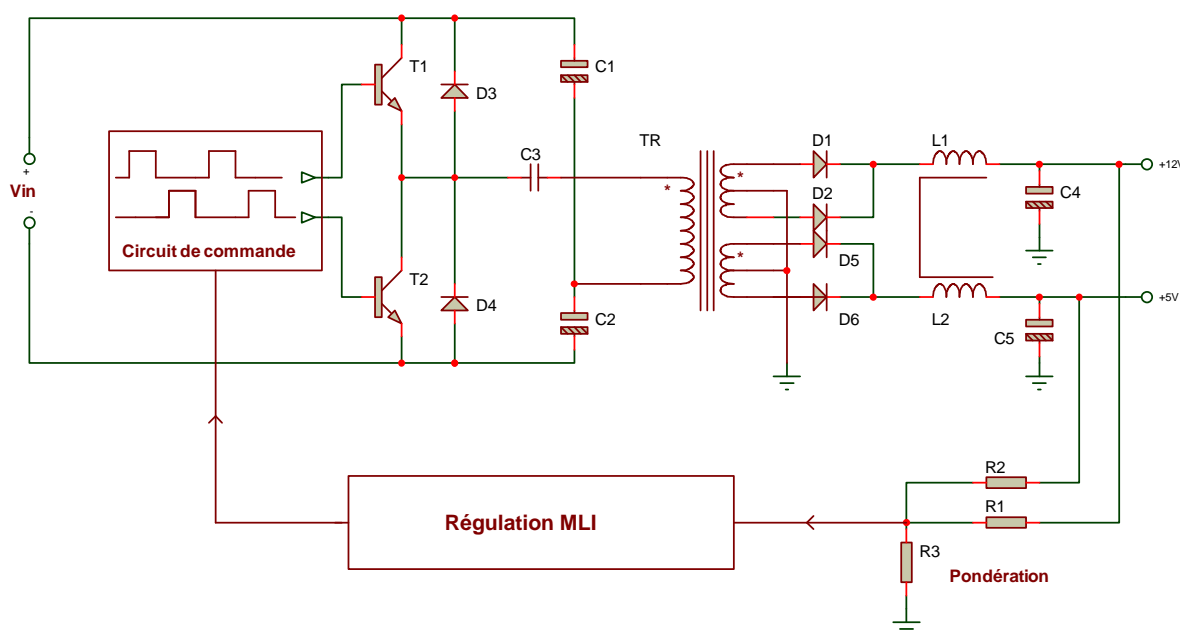 T1
C1
D3
TR
D1
L1
+12V
C3
+
Vin
-
*
*
D2
C4
Circuit de commande
*
D5
T2
D4
C2
D6
L2
+5V
C5
R2
R1
Régulation MLI
R3
Pondération